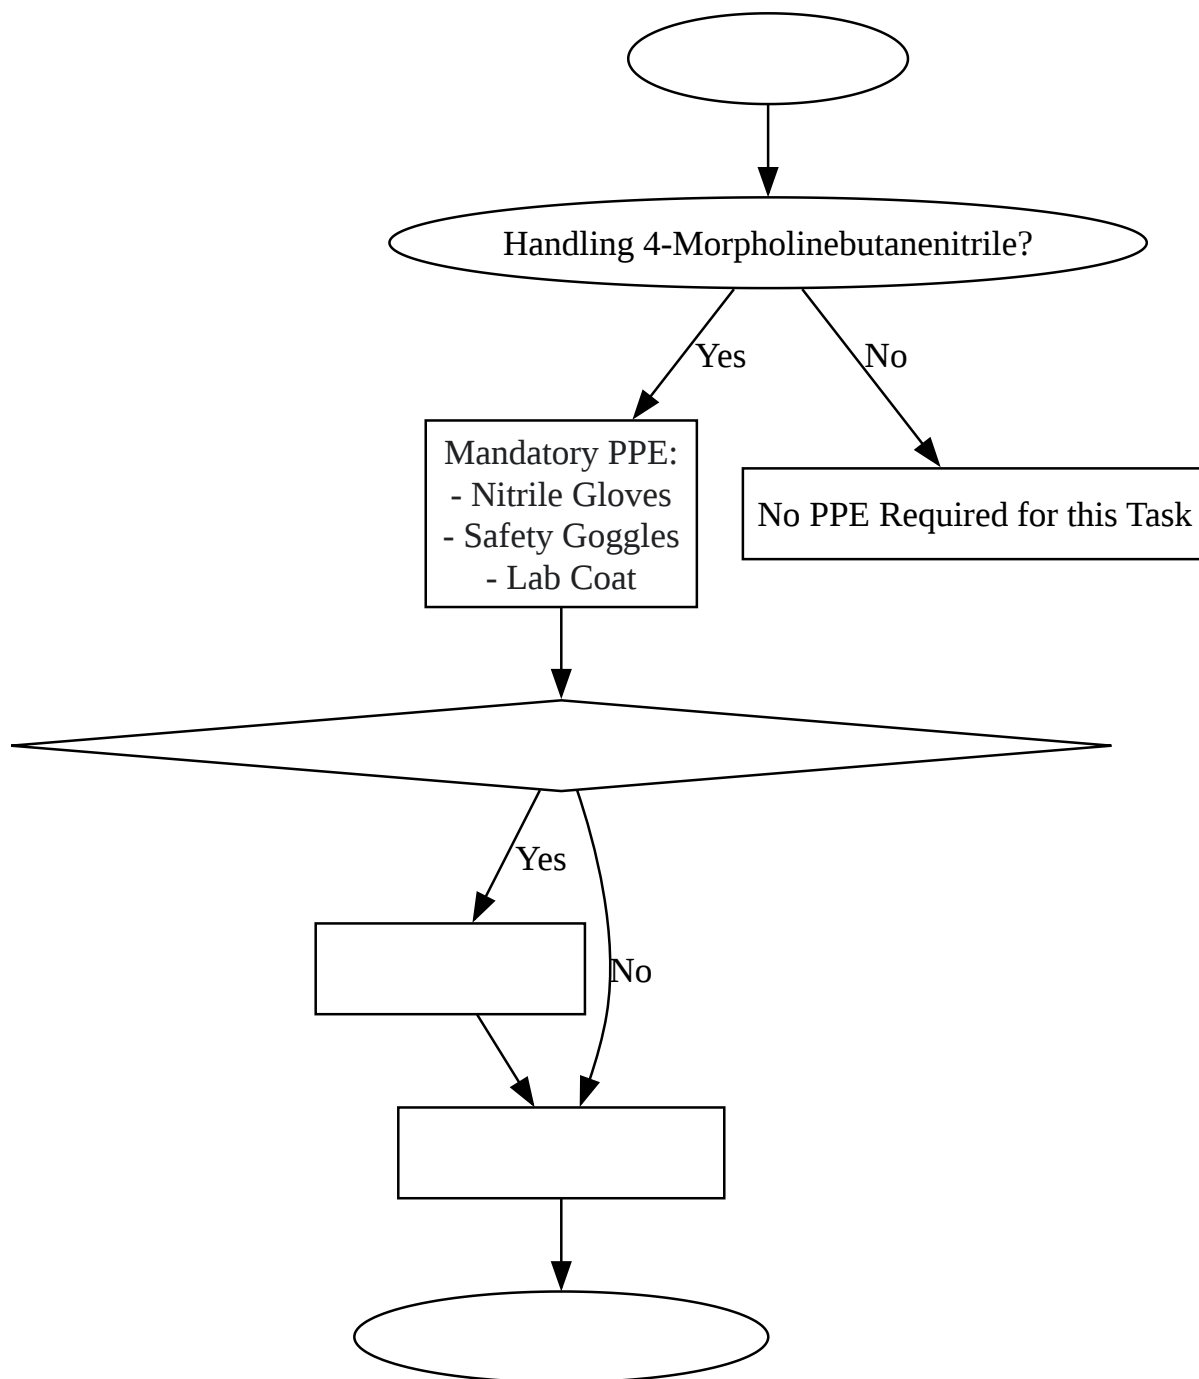 Handling 4-Morpholinebutanenitrile?
Yes
No
Mandatory PPE:
- Nitrile Gloves
- Safety Goggles
- Lab Coat
No PPE Required for this Task
Yes
No